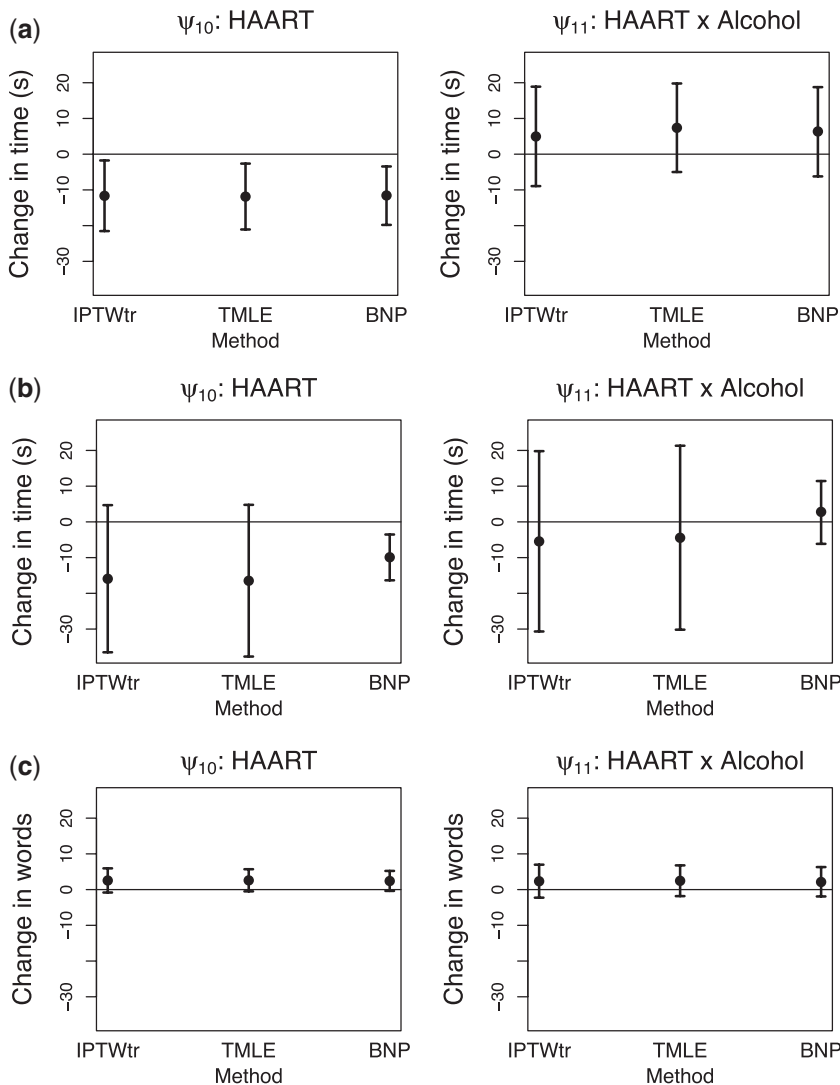 (a)
ψ10: HAART
Change in time (s)
20
10
0
−10
−30
IPTWtr TMLE BNP
Method
ψ11: HAART x Alcohol
Change in time (s)
20
10
0
−10
−30
IPTWtr TMLE BNP
Method
(b)
ψ10: HAART
Change in time (s)
20
10
0
−10
−30
IPTWtr TMLE BNP
Method
ψ11: HAART x Alcohol
Change in time (s)
20
10
0
−10
−30
IPTWtr TMLE BNP
Method
(c)
ψ10: HAART
Change in words
20
10
0
−10
−30
IPTWtr TMLE BNP
Method
ψ11: HAART x Alcohol
Change in words
20
10
0
−10
−30
IPTWtr TMLE BNP
Method